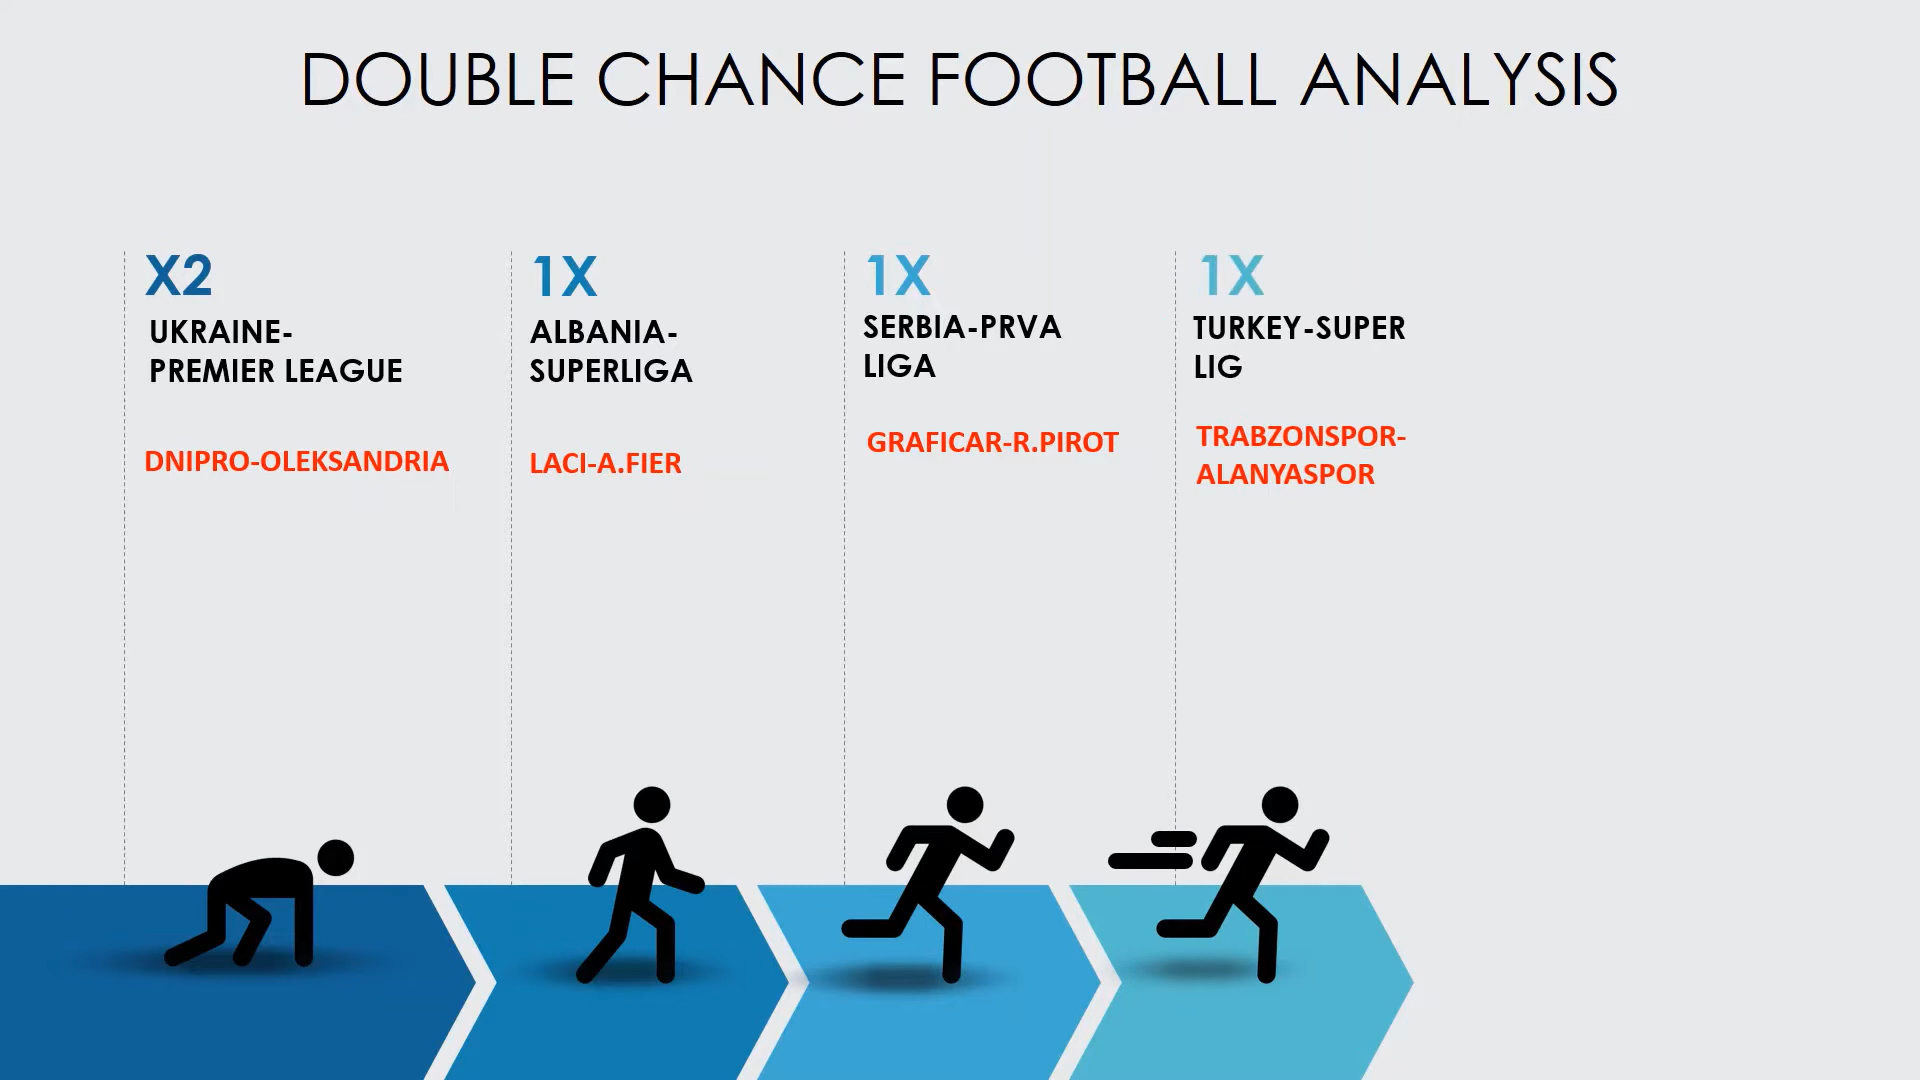 DOUBLE CHANCE FOOTBALL ANALYSIS
X2
UKRAINE-
PREMIER LEAGUE
DNIPRO-OLEKSANDRIA
1X
ALBANIA-
SUPERLIGA
LACI-A.FIER
1X
SERBIA-PRVA
LIGA
GRAFICAR-R.PIROT
1X
TURKEY-SUPER
LIG
TRABZONSPOR-
ALANYASPOR